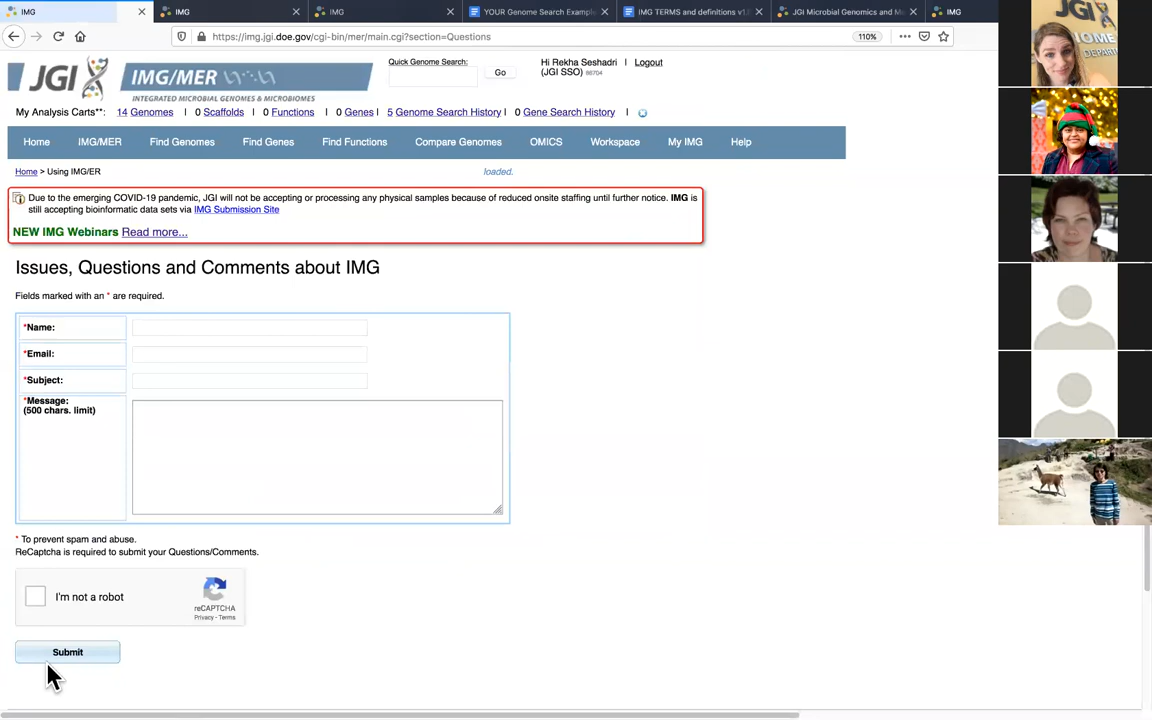 IMG
IMG
IMG
YOUR Genome Search Example
IMG TERMS and definitions v1.
JGI Microbial Genomics and M
IMG
https://img.jgi.doe.gov/cgi-bin/mer/main.cgi?section=Questions
110%
JGI
IMG/MER
INTEGRATED MICROBIAL GENOMES & MICROBIOMES
Quick Genome Search:
Go
Hi Rekha Seshadri | Logout
(JGI SSO) 86704
My Analysis Carts**: 14 Genomes | 0 Scaffolds | 0 Functions | 0 Genes | 5 Genome Search History | 0 Gene Search History |
Home IMG/MER Find Genomes Find Genes Find Functions Compare Genomes OMICS Workspace My IMG Help
Home > Using IMG/ER
loaded.
Due to the emerging COVID-19 pandemic, JGI will not be accepting or processing any physical samples because of reduced onsite staffing until further notice. IMG is
still accepting bioinformatic data sets via IMG Submission Site
NEW IMG Webinars Read more...
Issues, Questions and Comments about IMG
Fields marked with an * are required.
*Name:
*Email:
*Subject:
*Message:
(500 chars. limit)
* To prevent spam and abuse.
ReCaptcha is required to submit your Questions/Comments.
I'm not a robot
reCAPTCHA
Privacy - Terms
Submit
JGI